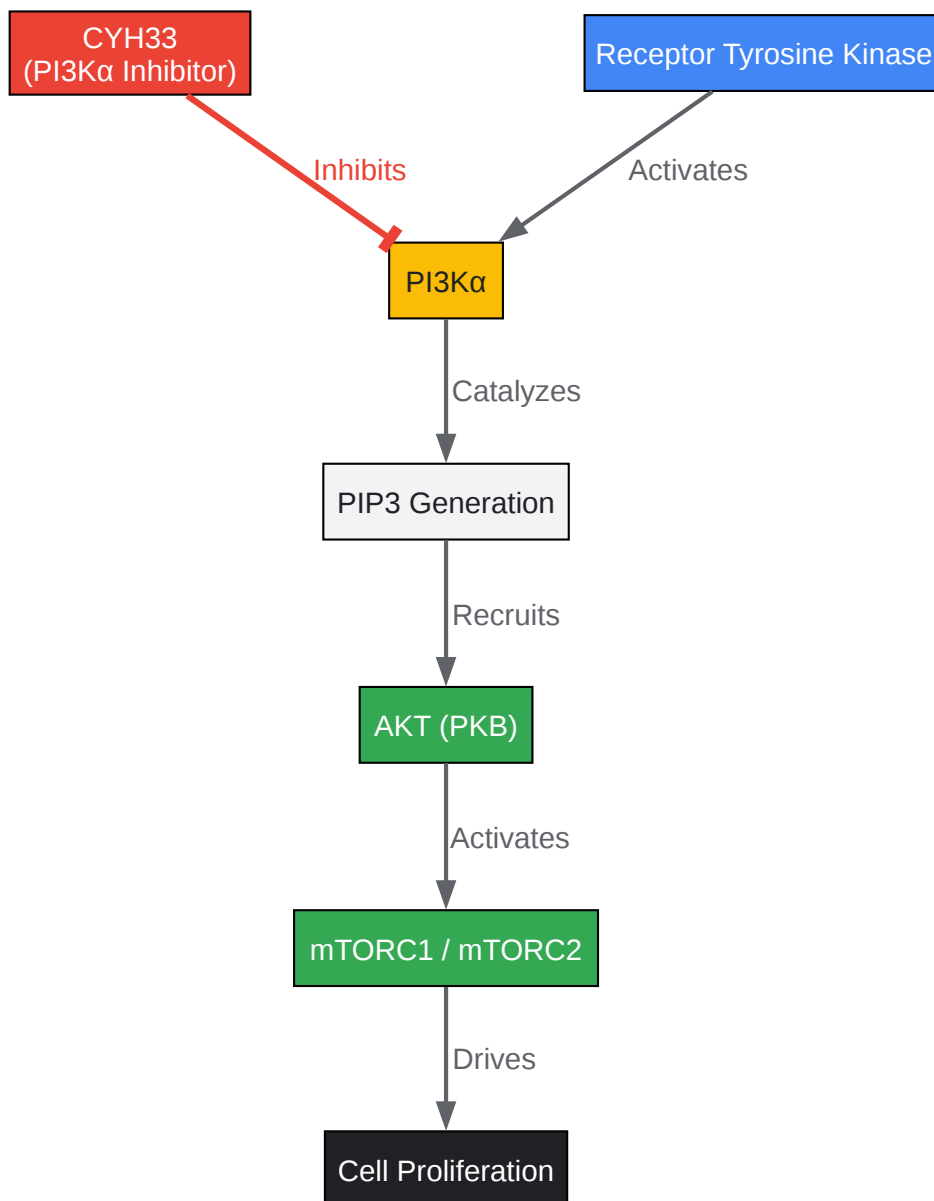 CYH33
(PI3Kα Inhibitor)
Receptor Tyrosine Kinase
Inhibits
Activates
PI3Kα
Catalyzes
PIP3 Generation
Recruits
AKT (PKB)
Activates
mTORC1 / mTORC2
Drives
Cell Proliferation